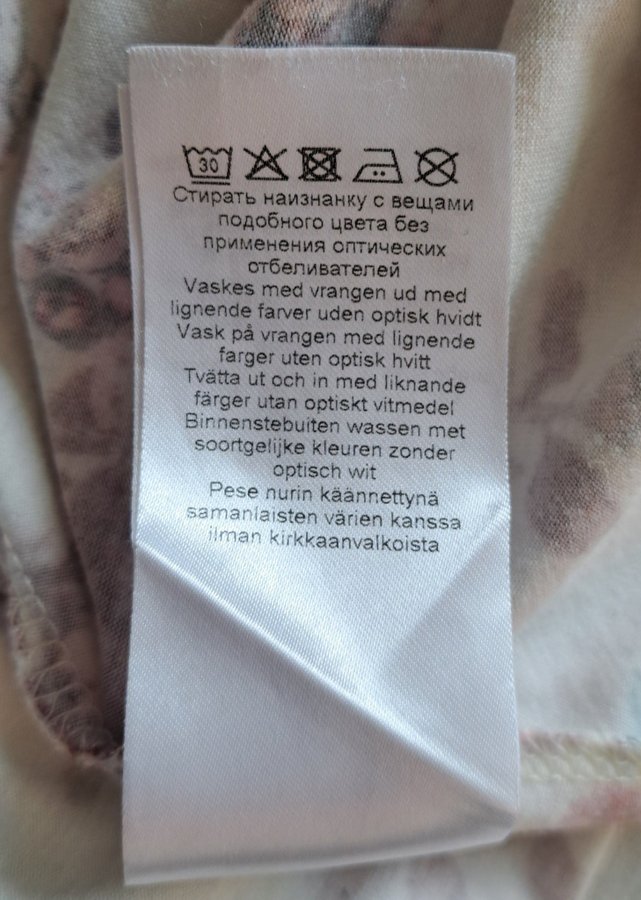 30
Стирать наизнанку с вещами
подобного цвета без
применения оптических
отбеливателей
Vaskes med vrangen ud med
lignende farver uden optisk hvidt
Vask på vrangen med lignende
farger uten optisk hvitt
Tvätta ut och in med liknande
färger utan optiskt vitmedel
Binnenstebuiten wassen met
soortgelijke kleuren zonder
optisch wit
Pese nurin käännettynä
samanlaisten värien kanssa
ilman kirkkaanvalkoista